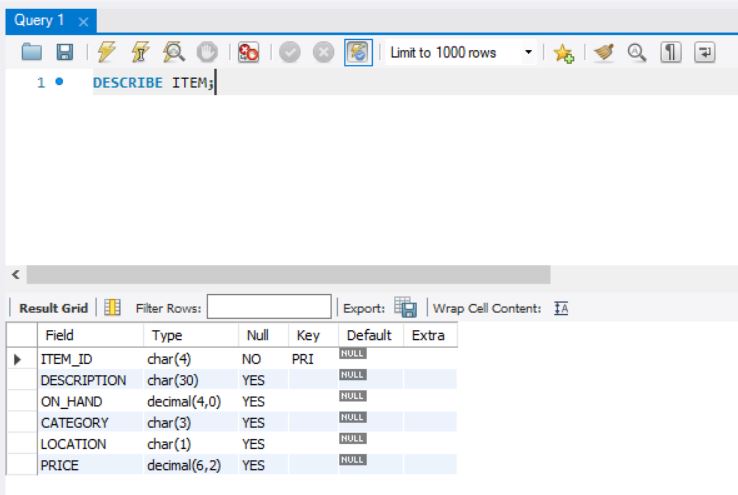 Query 1
Limit to 1000 rows
1 DESCRIBE ITEM;
Result Grid Filter Rows: Export: Wrap Cell Content: IA
Field Type Null Key Default Extra
ITEM_ID char(4) NO PRI NULL
DESCRIPTION char(30) YES NULL
ON_HAND decimal(4,0) YES NULL
CATEGORY char(3) YES NULL
LOCATION char(1) YES NULL
PRICE decimal(6,2) YES NULL